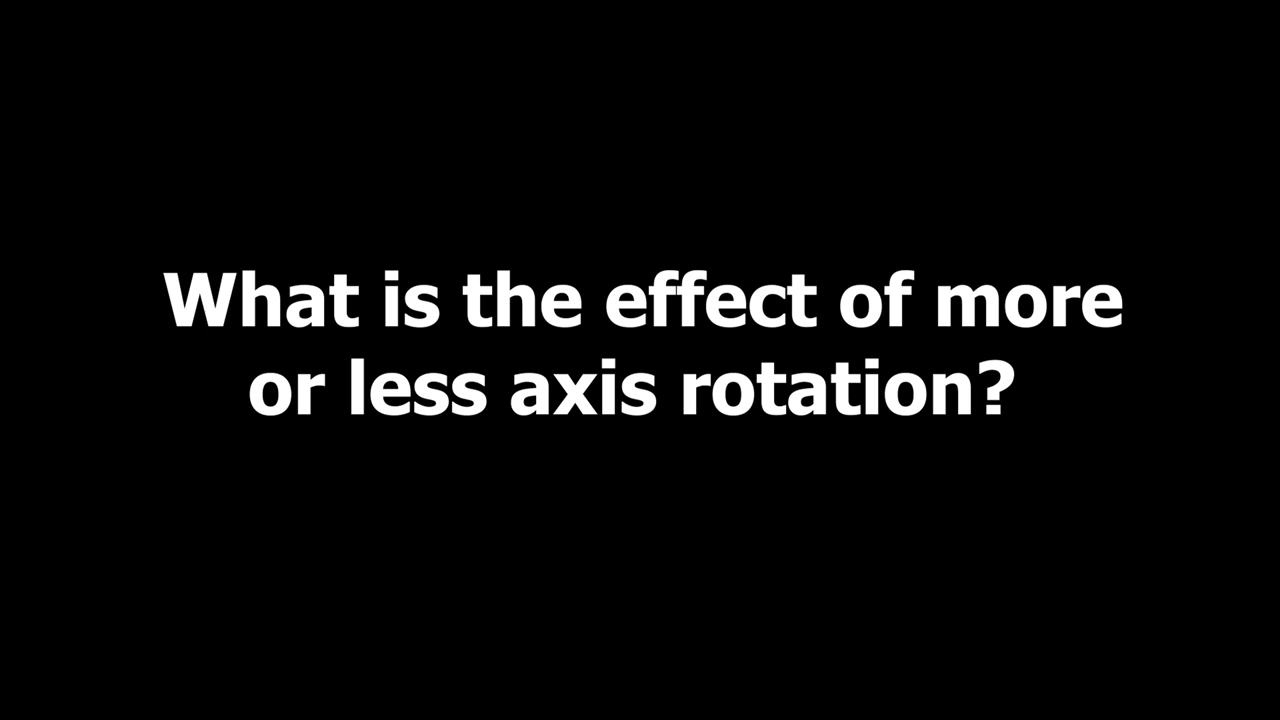 What is the effect of more
or less axis rotation?